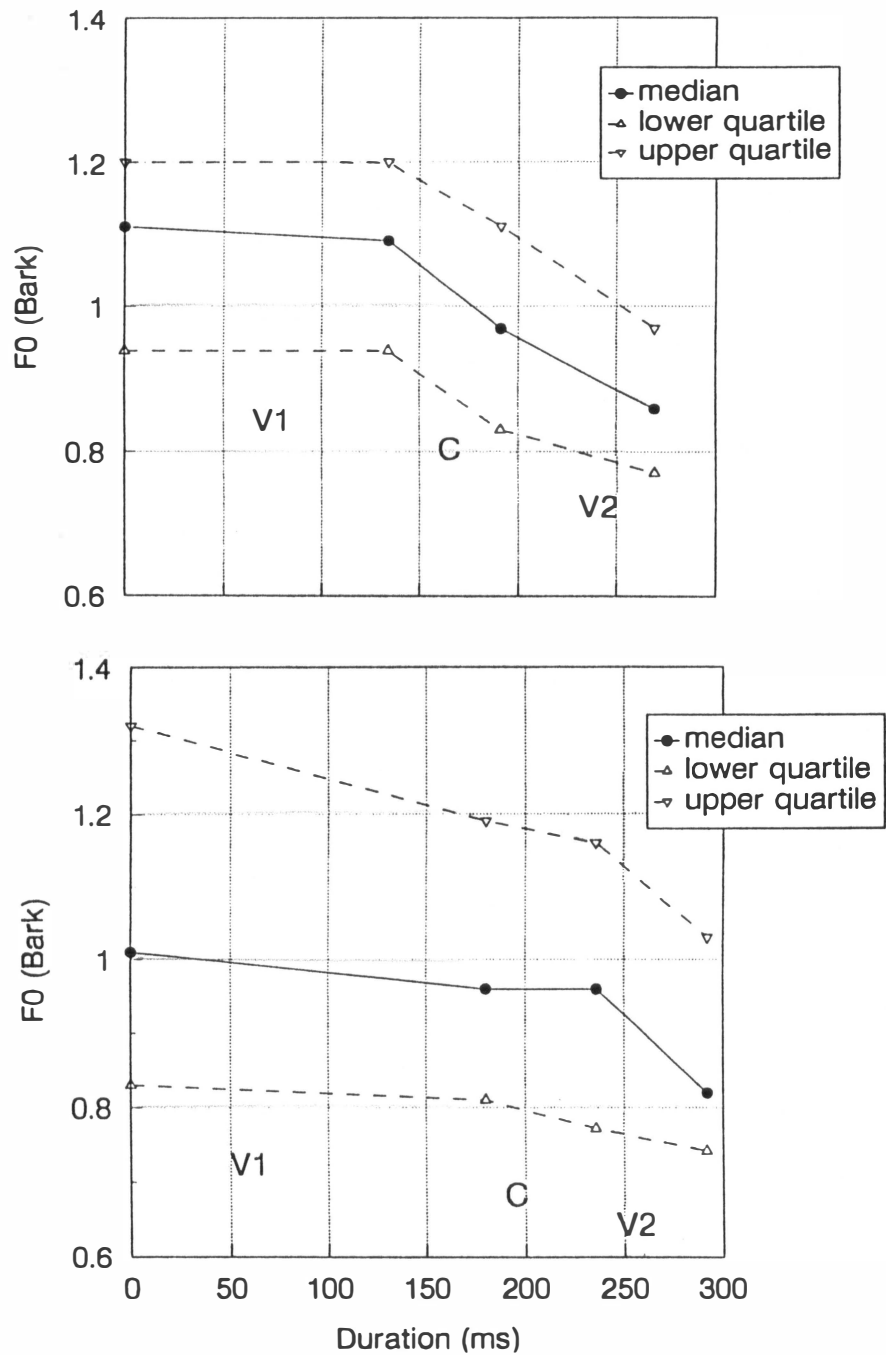 1.4
1.2
1
0.8
0.6
F0 (Bark)
median
lower quartile
upper quartile
V1
C
V2
1.4
1.2
1
0.8
0.6
F0 (Bark)
median
lower quartile
upper quartile
V1
C
V2
0 50 100 150 200 250 300
Duration (ms)